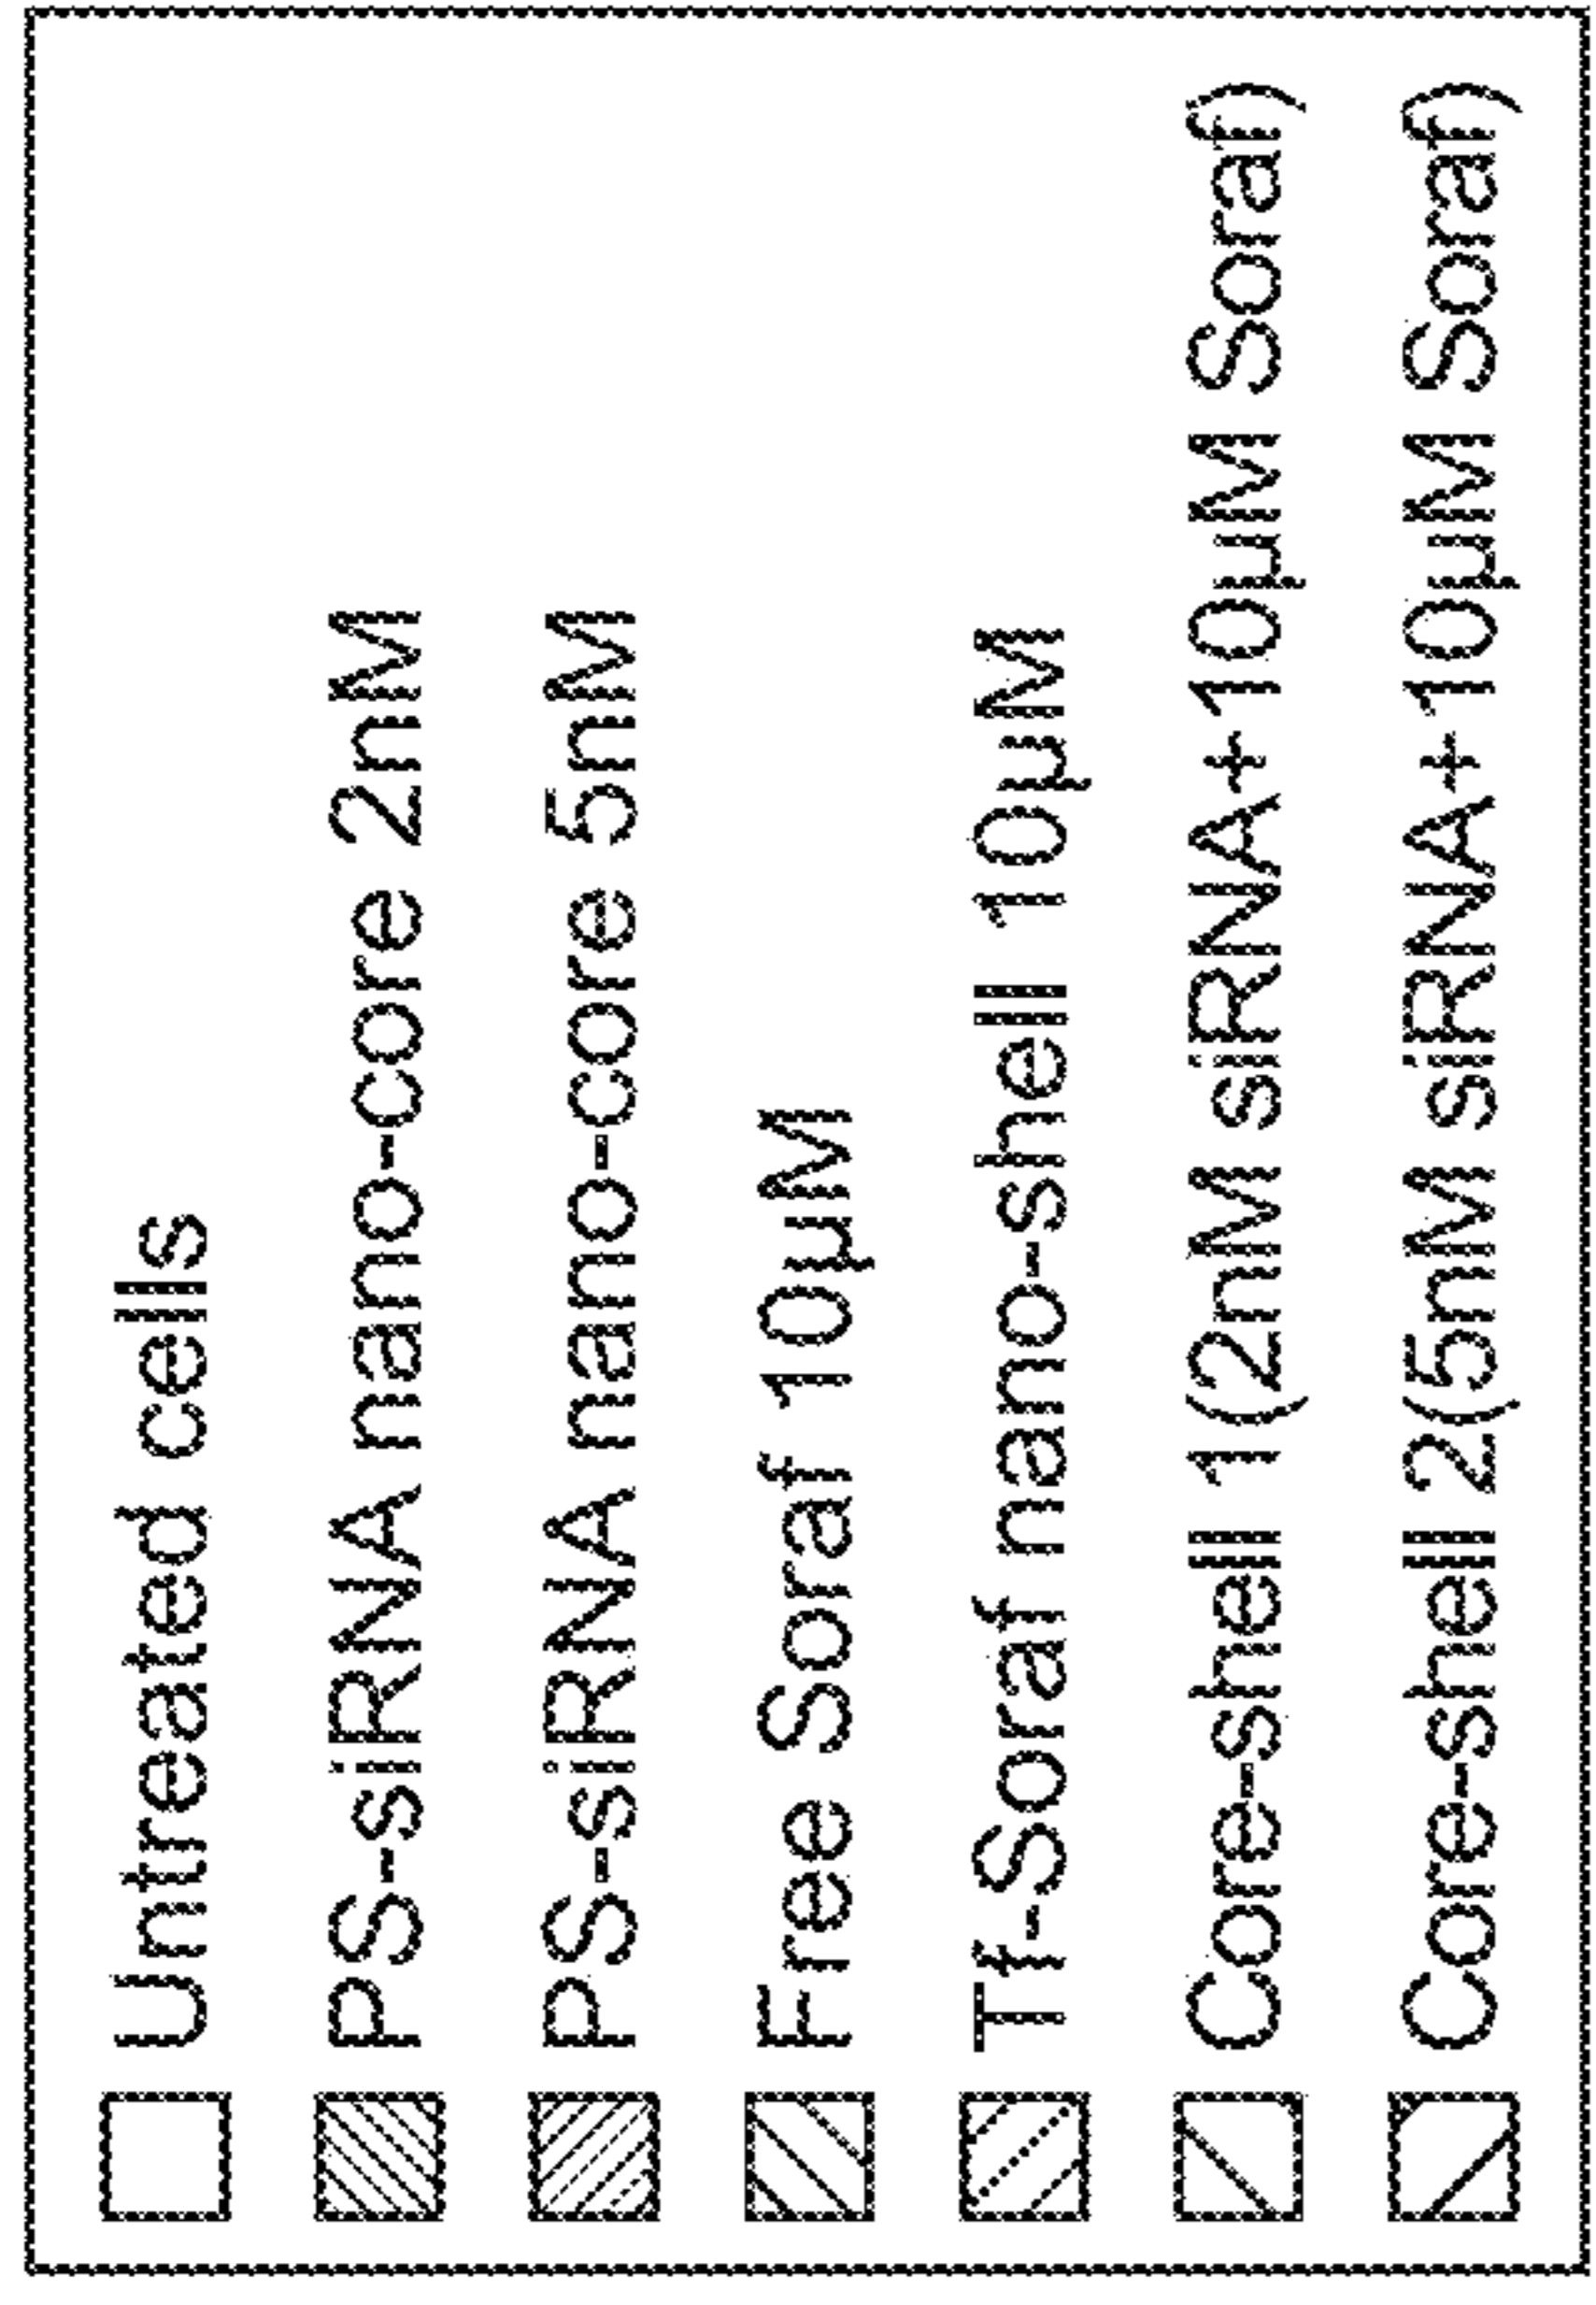 Untreated cells
PS-siRNA nano-core 2nM
PS-siRNA nano-core 5nM
Free Soraf 10µM
Tf-Soraf nano-shell 10µM
Core-shell 1(2nM siRNA+10µM Soraf)
Core-shell 2(5nM siRNA+10µM Soraf)